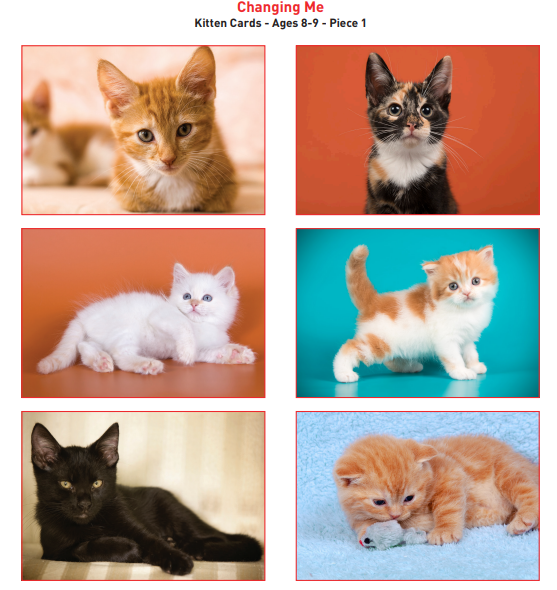 Changing Me
Kitten Cards - Ages 8-9 - Piece 1